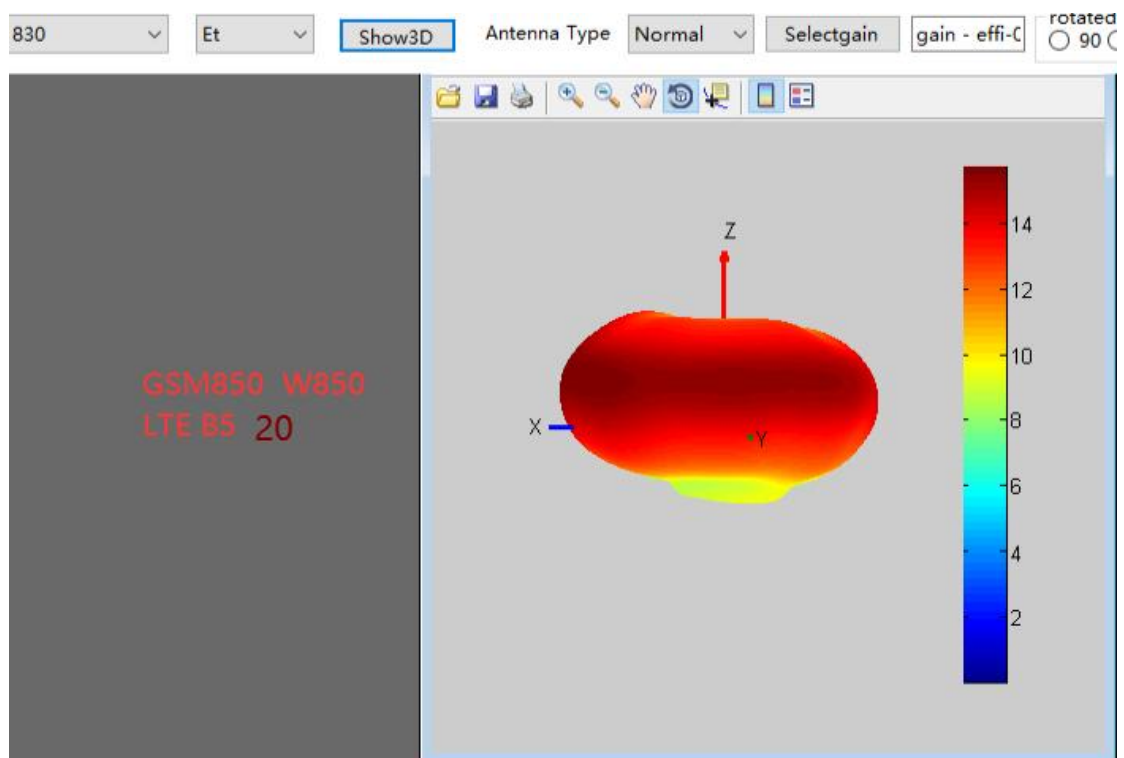 830
Et
Show3D
Antenna Type
Normal
Selectgain
gain - effi-
rotated
90
Z
X
Y
14
12
10
8
6
4
2
GSM850 W850
LTE B5 20